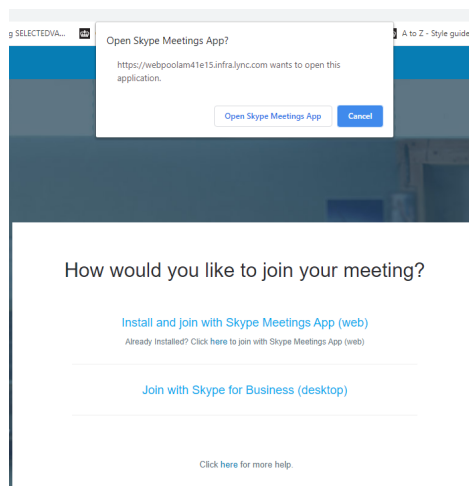 g SELECTEDVA...
A to Z - Style guide
Open Skype Meetings App?
https://webpoolam41e15.infra.lync.com wants to open this
application.
Open Skype Meetings App
Cancel
How would you like to join your meeting?
Install and join with Skype Meetings App (web)
Already Installed? Click here to join with Skype Meetings App (web)
Join with Skype for Business (desktop)
Click here for more help.